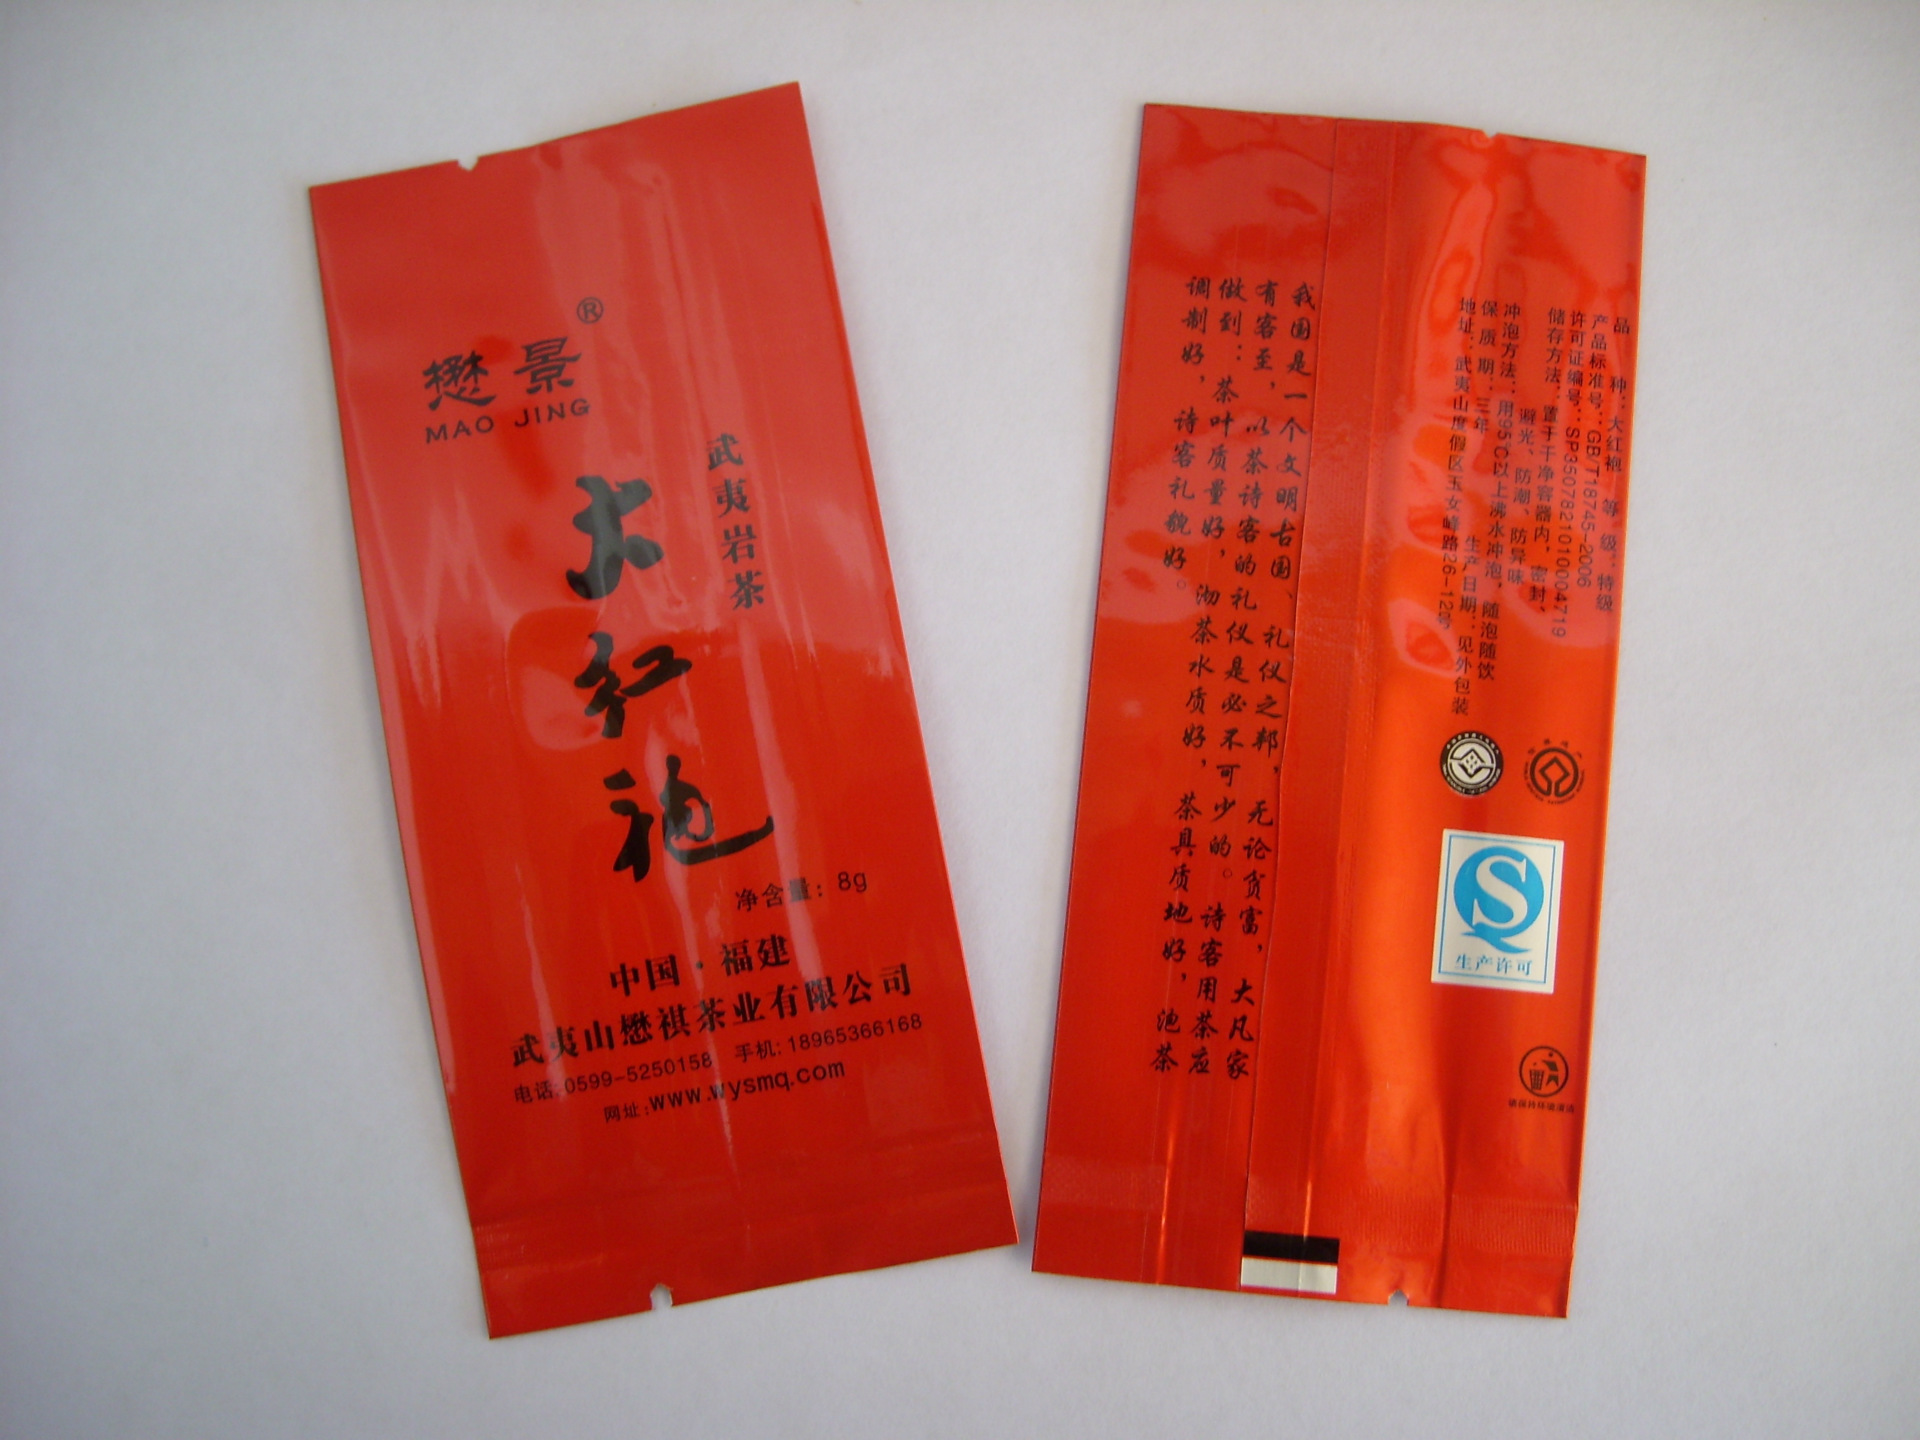 懋景®
MAO JING
武夷岩茶
大红袍
净含量：8g
中国·福建
武夷山懋祺茶业有限公司
电话:0599-5250158 手机:18965366168
网址:www.wysmq.com
品种：大红袍 等级：特级
产品标准号：GB/T18745-2006
许可证编号：SP350782101004719
储存方法：置于干净容器内，密封、
避光、防潮、防异味
冲泡方法：用95℃以上沸水冲泡，随泡随饮
保质期：三年 生产日期：见外包装
地址：武夷山度假区玉女峰路26-12号
我国是一个文明古国、礼仪之邦，无论贫富，大凡家
有客至，以茶诗客的礼仪是必不可少的。诗客用茶应
做到：茶叶质量好，沏茶水质好，茶具质地好，泡茶
调制好，诗客礼貌好。
S
生产许可
请保持环境清洁